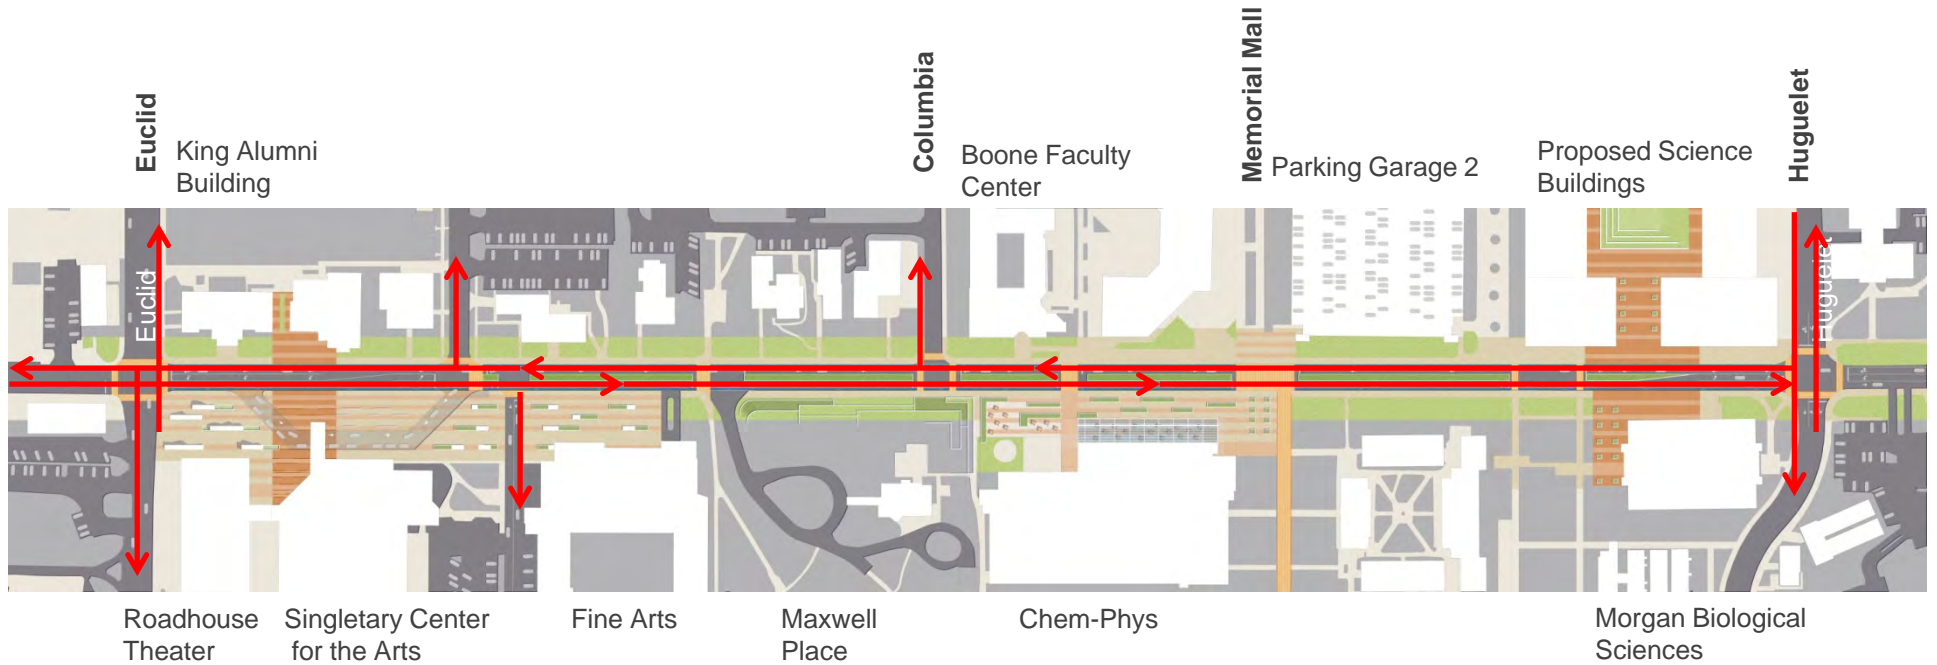 Euclid
King Alumni
Building
Columbia
Boone Faculty
Center
Memorial Mall
Parking Garage 2
Proposed Science
Buildings
Huguelet
Euclid
Huguelet
Roadhouse
Theater
Singletary Center
for the Arts
Fine Arts
Maxwell
Place
Chem-Phys
Morgan Biological
Sciences